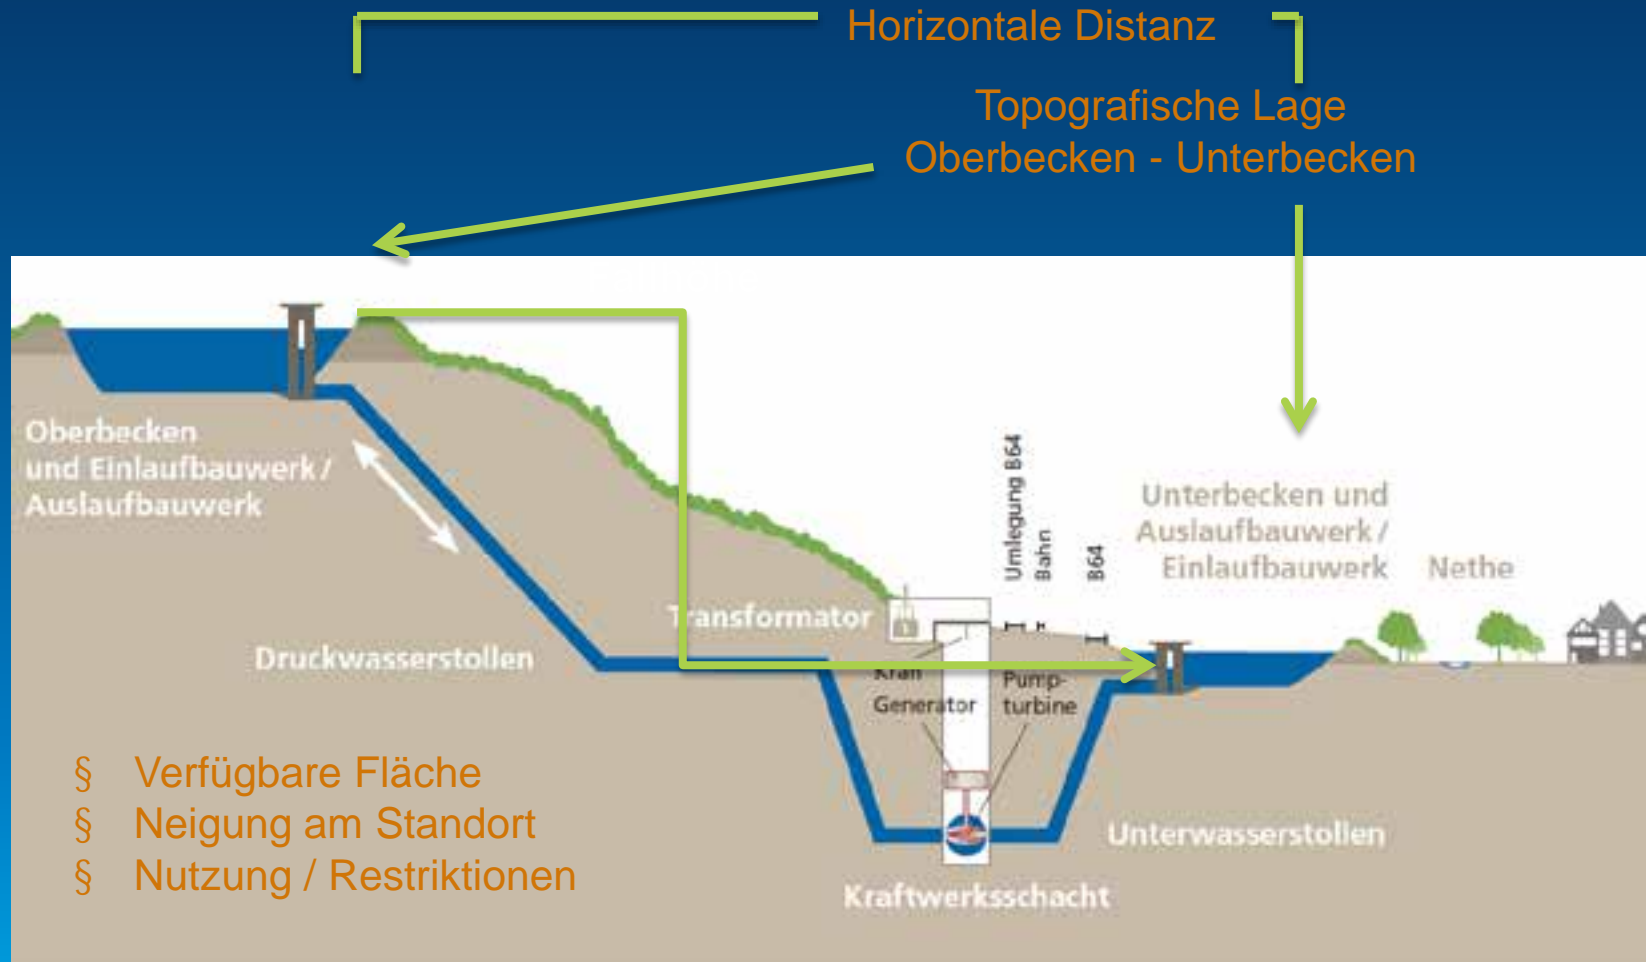 Horizontale Distanz
Topografische Lage
Oberbecken - Unterbecken
Oberbecken
und Einlaufbauwerk /
Auslaufbauwerk
Umlegung B64
Bahn
B64
Unterbecken und
Auslaufbauwerk /
Einlaufbauwerk
Nethe
Transformator
Druckwasserstollen
Kran
Generator
Pump-
turbine
§ Verfügbare Fläche
§ Neigung am Standort
§ Nutzung / Restriktionen
Unterwasserstollen
Kraftwerksschacht